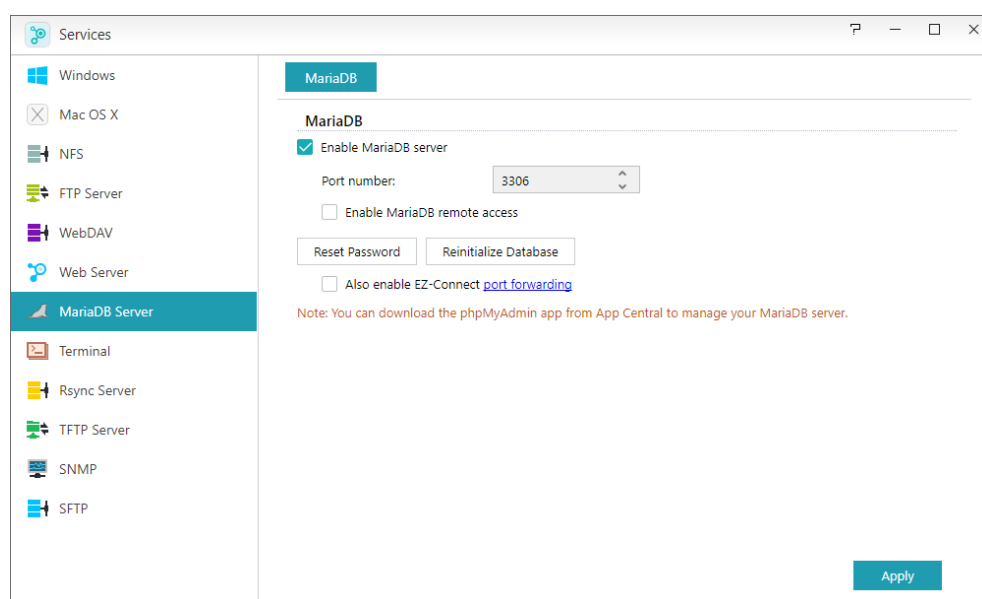 Services
Windows
Mac OS X
NFS
FTP Server
WebDAV
Web Server
MariaDB Server
Terminal
Rsync Server
TFTP Server
SNMP
SFTP
MariaDB
MariaDB
Enable MariaDB server
Port number: 3306
Enable MariaDB remote access
Reset Password Reinitialize Database
Also enable EZ-Connect port forwarding
Note: You can download the phpMyAdmin app from App Central to manage your MariaDB server.
Apply